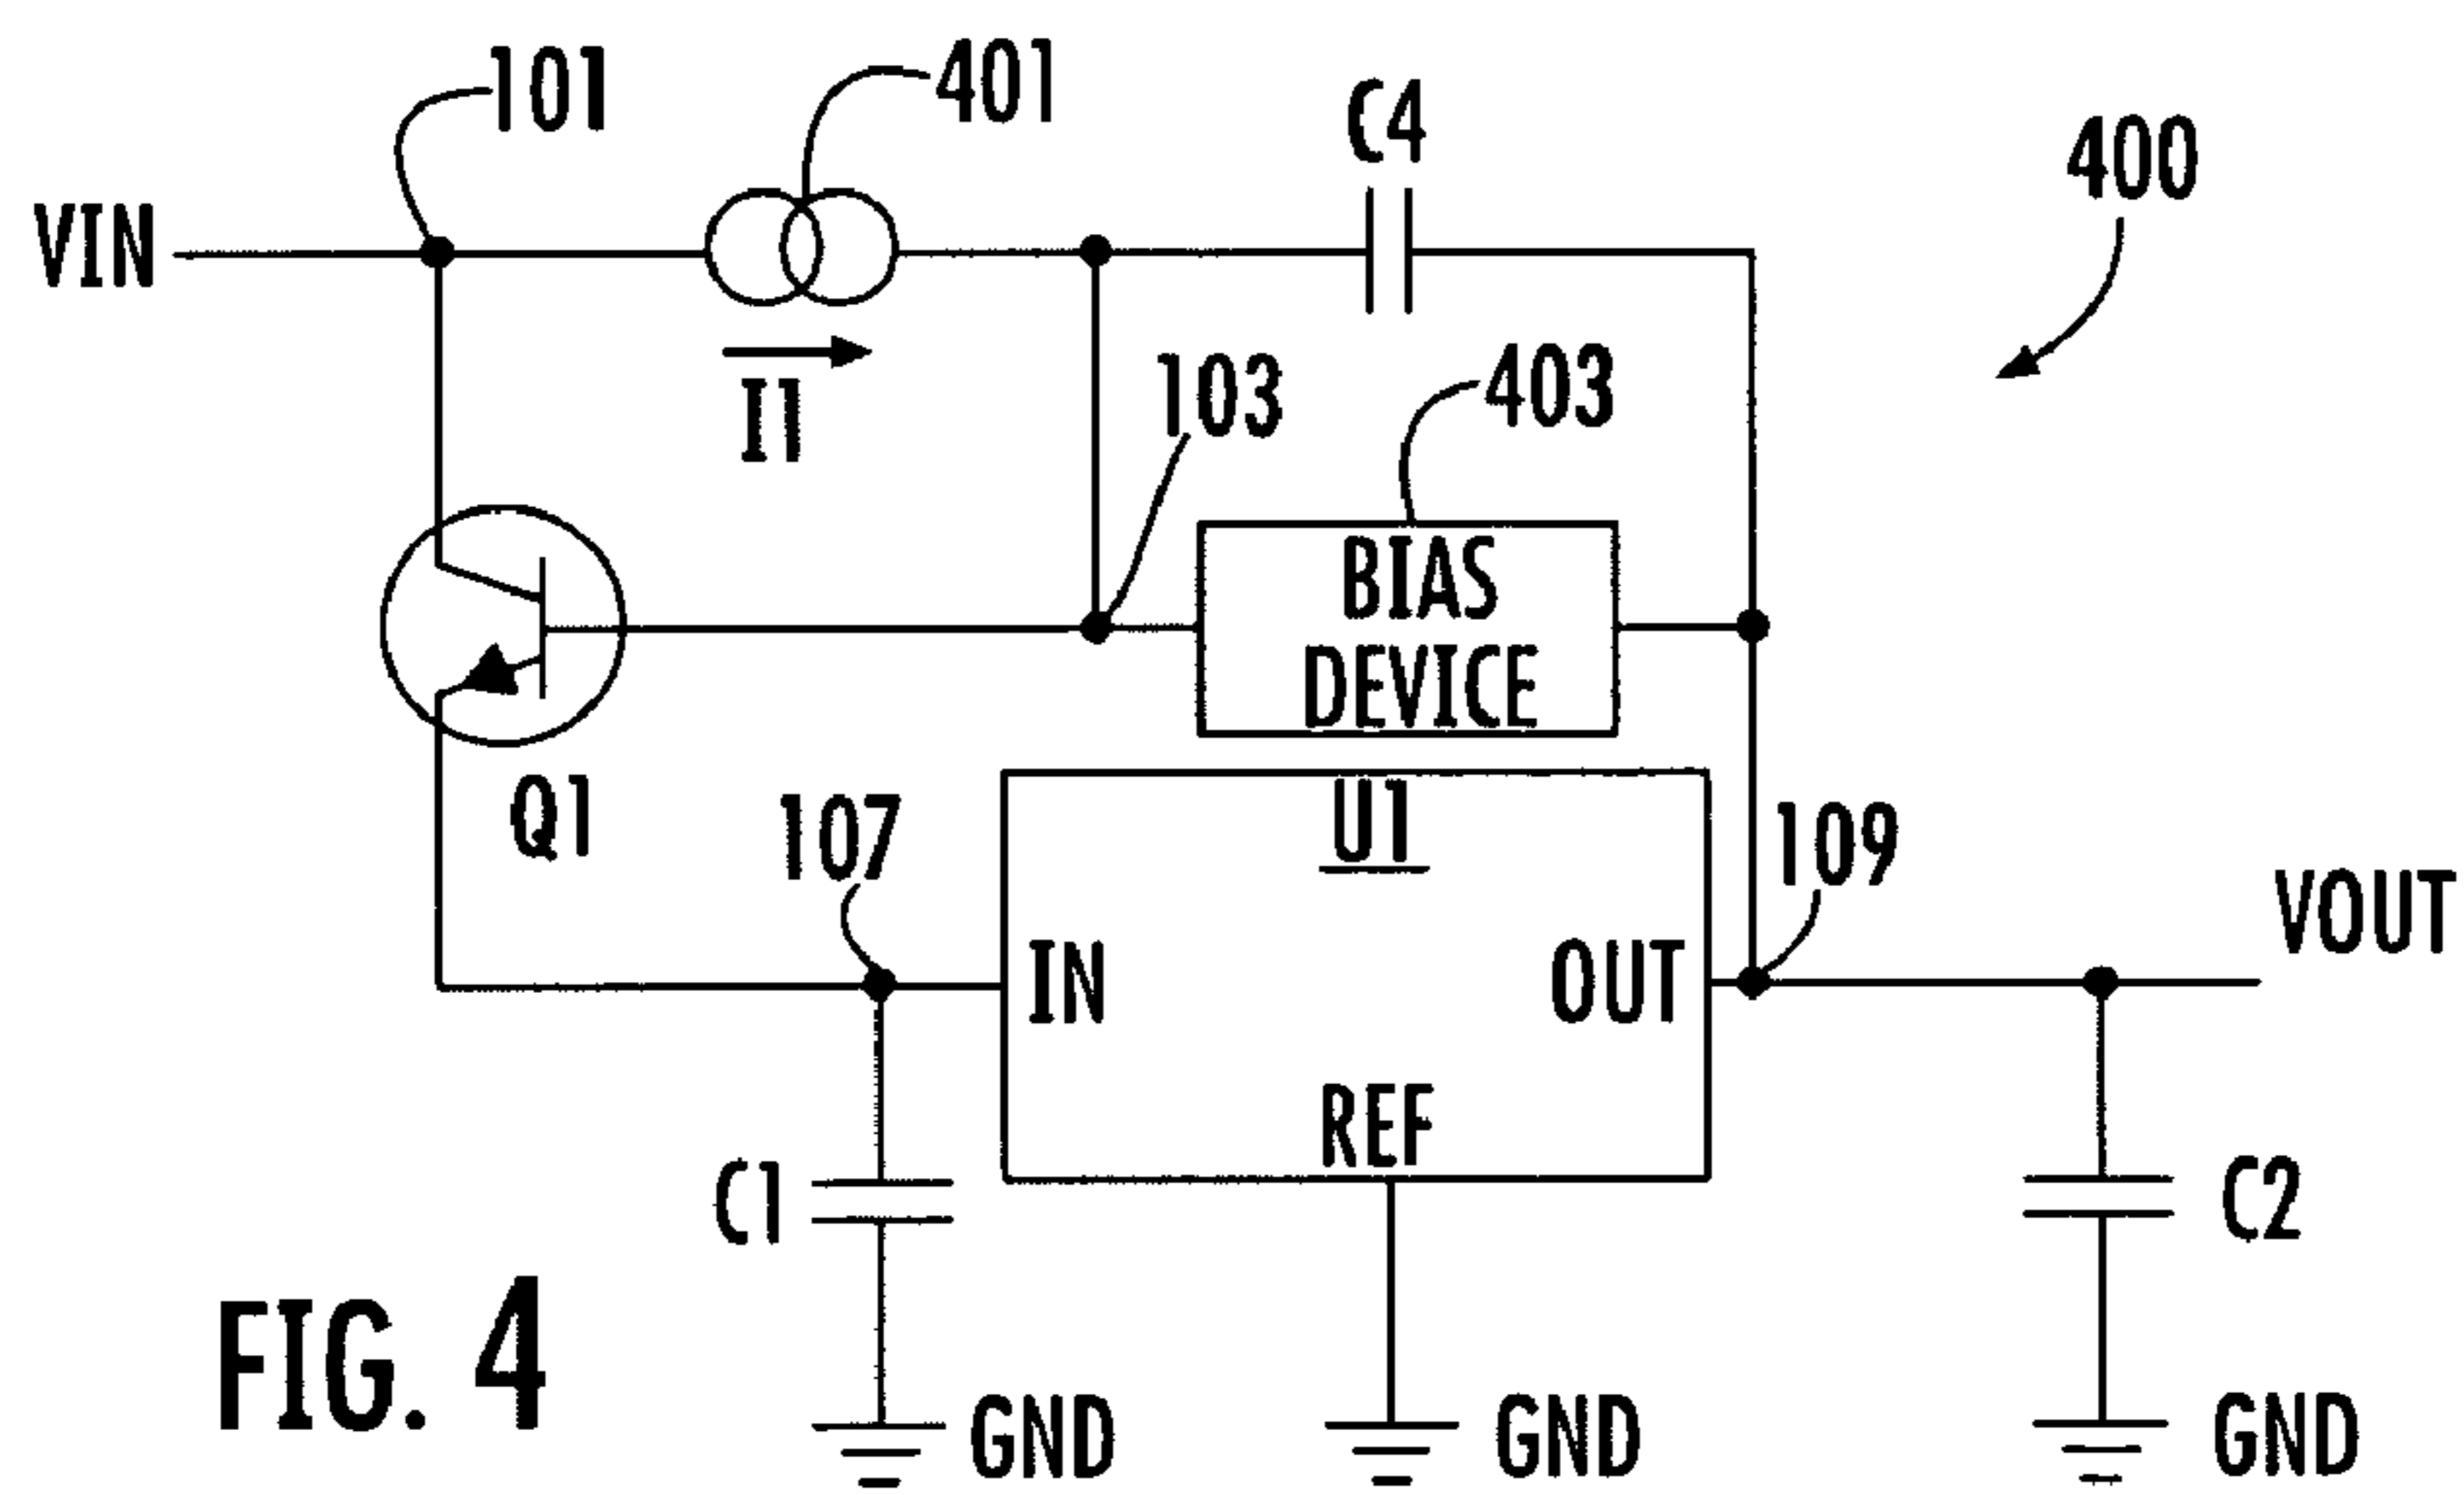 101
401
C4
400
VIN
I1
103
403
BIAS
DEVICE
Q1
107
U1
109
VOUT
IN
OUT
REF
C1
C2
FIG. 4
GND
GND
GND